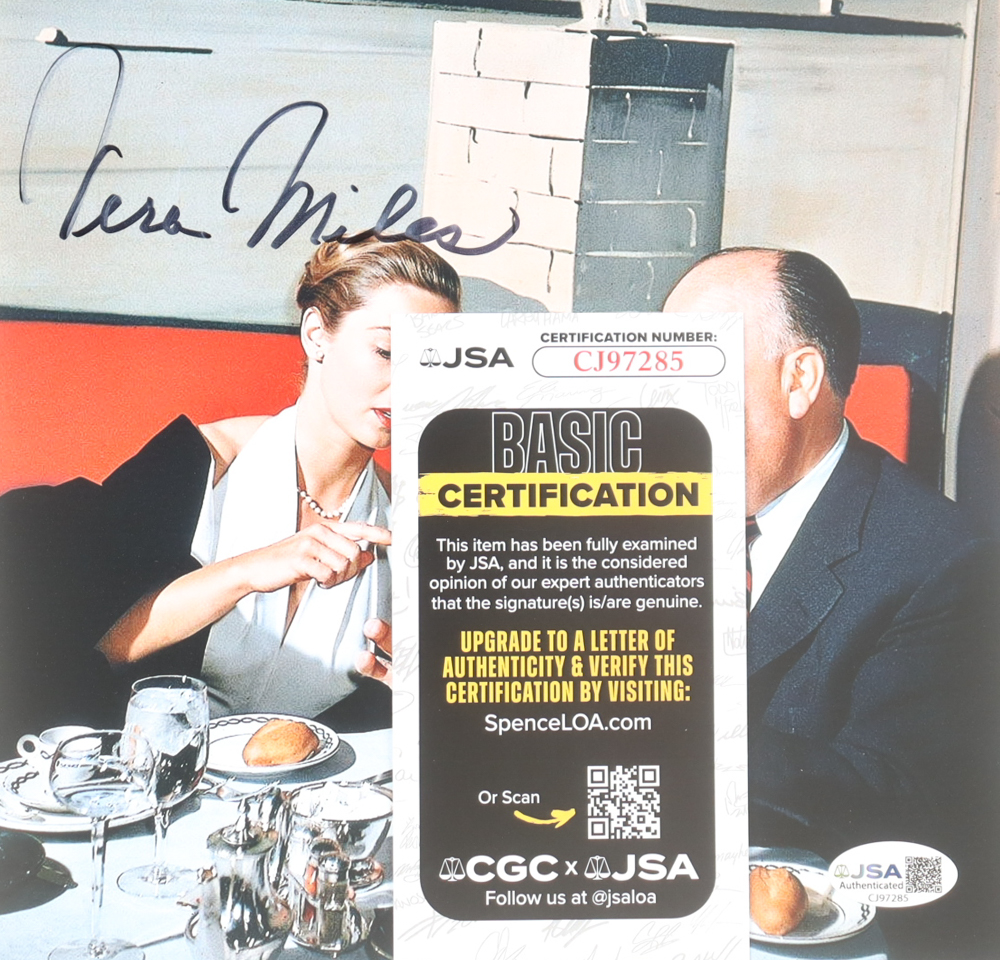 Vera Miles
JSA
CERTIFICATION NUMBER:
CJ97285
BASIC
CERTIFICATION
This item has been fully examined
by JSA, and it is the considered
opinion of our expert authenticators
that the signature(s) is/are genuine.
UPGRADE TO A LETTER OF
AUTHENTICITY & VERIFY THIS
CERTIFICATION BY VISITING:
SpenceLOA.com
Or Scan
CGC x JSA
Follow us at @jsaloa
JSA
Authenticated
CJ97285